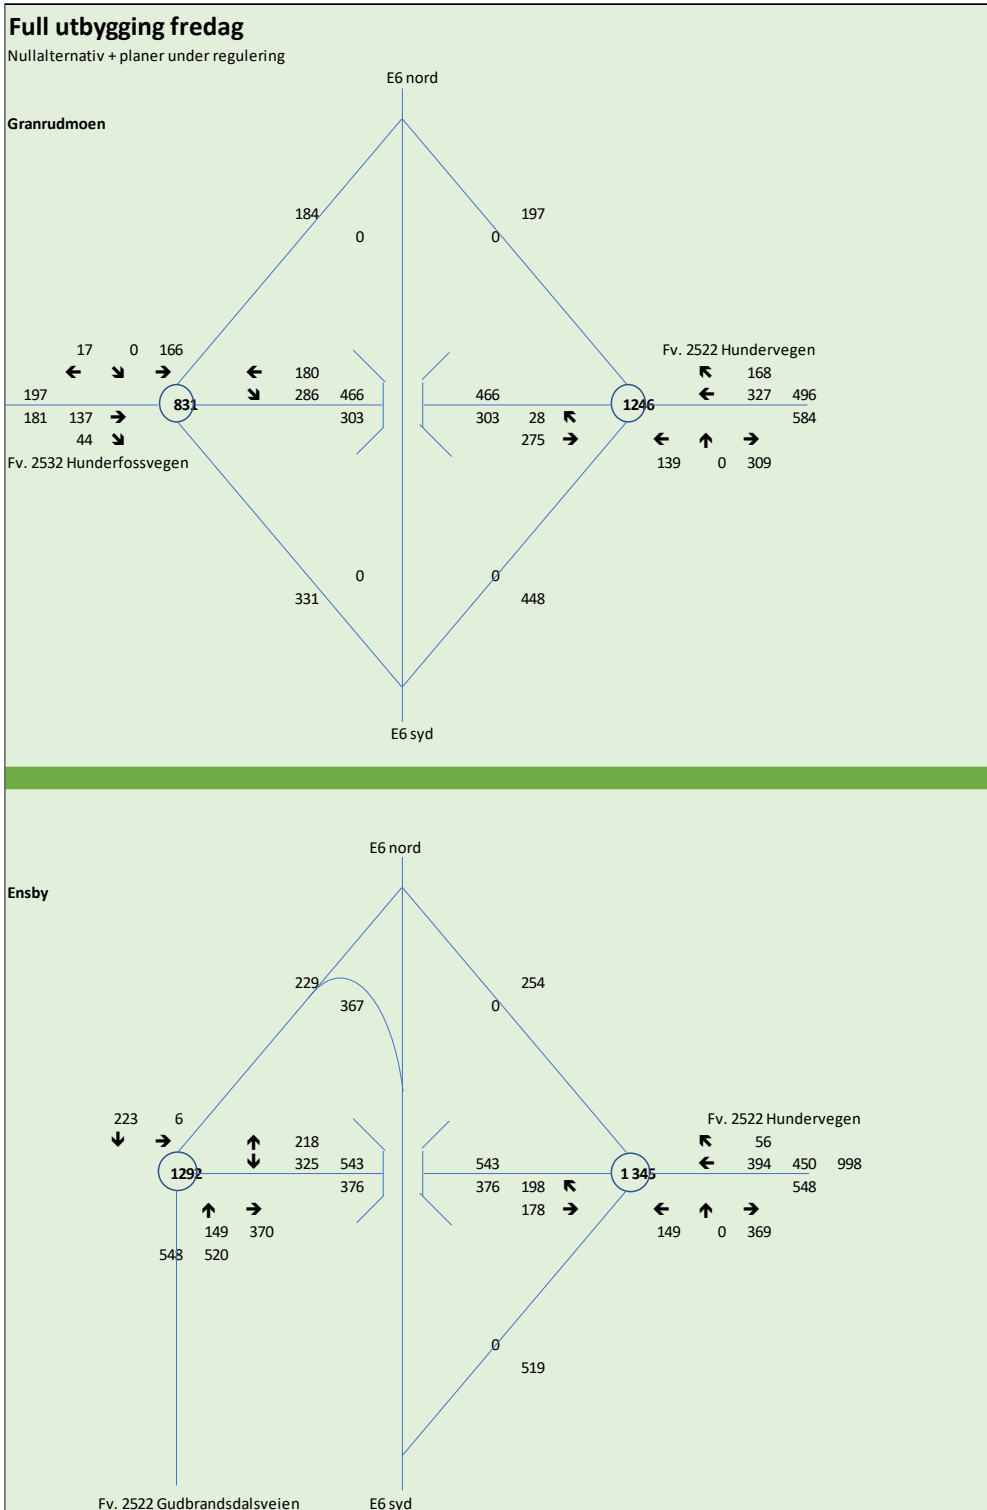 Full utbygging fredag
Nullalternativ + planer under regulering
E6 nord
Granrudmoen
184 197
0 0
17 0 166 Fv. 2522 Hundervegen
← ↘ → ← 180 ↖ 168
197 ↘ 286 466 466 ← 327 496
831 1246
181 137 → 303 303 28 ↖ 584
44 ↘ 275 → ← ↑ →
Fv. 2532 Hunderfossvegen 139 0 309
0 0
331 448
E6 syd
E6 nord
Ensby
229 254
367 0
223 6 Fv. 2522 Hundervegen
↓ → ↑ 218 ↖ 56
↓ 325 543 543 ← 394 450 998
1292 1 345
376 376 198 ↖ 548
↑ → 178 → ← ↑ →
149 370 149 0 369
548 520
0
519
Fv. 2522 Gudbrandsdalsveien E6 syd